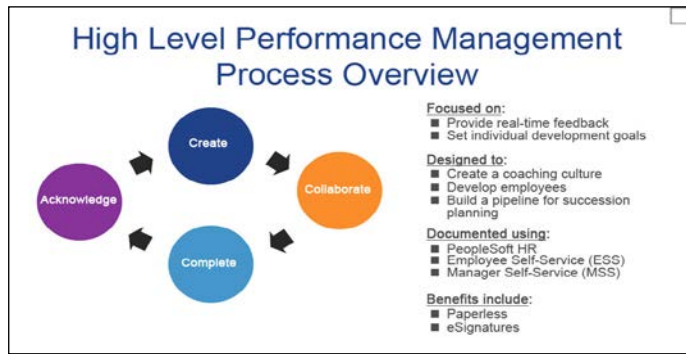 High Level Performance Management
Process Overview
Create
Collaborate
Complete
Acknowledge
Focused on:
■ Provide real-time feedback
■ Set individual development goals
Designed to:
■ Create a coaching culture
■ Develop employees
■ Build a pipeline for succession
planning
Documented using:
■ PeopleSoft HR
■ Employee Self-Service (ESS)
■ Manager Self-Service (MSS)
Benefits include:
■ Paperless
■ eSignatures